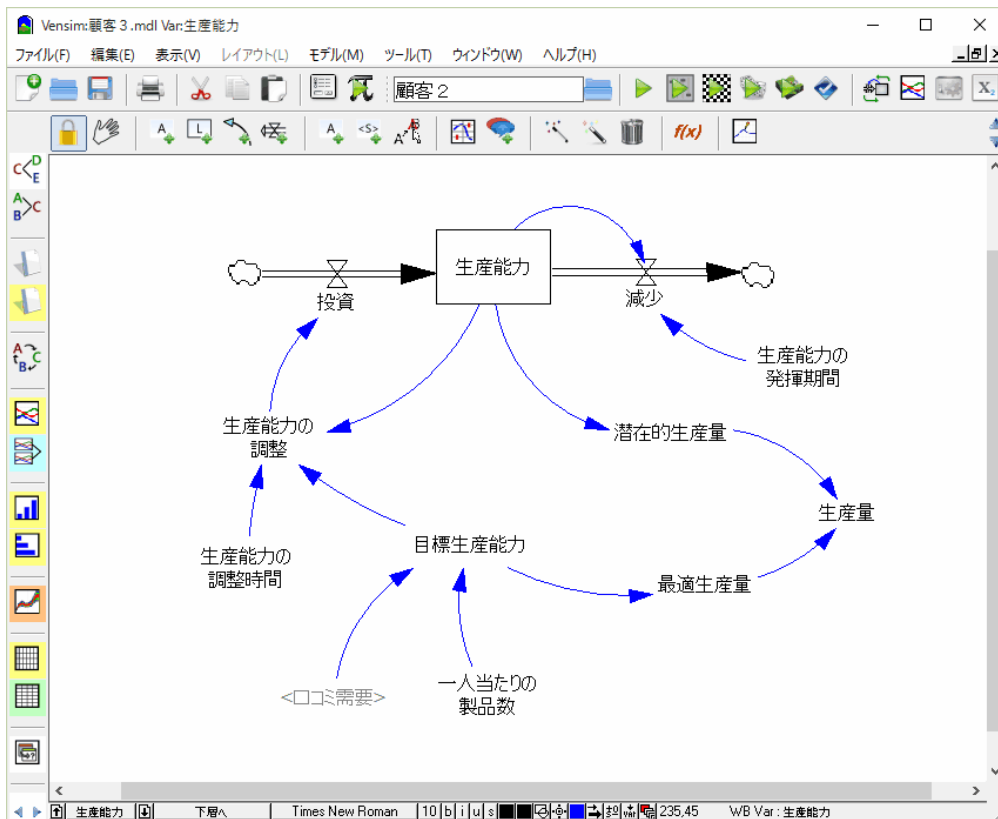 Vensim:顧客３.mdl Var:生産能力
ファイル(F) 編集(E) 表示(V) レイアウト(L) モデル(M) ツール(T) ウィンドウ(W) ヘルプ(H)
顧客２
X₂
A L A <S> A f(x)
C D E
A B C
A B C
生産能力
投資
減少
生産能力の
発揮期間
生産能力の
調整
潜在的生産量
生産量
目標生産能力
生産能力の
調整時間
最適生産量
<口コミ需要>
一人当たりの
製品数
生産能力 下層へ Times New Roman 10 b i u s 235,45 WB Var : 生産能力